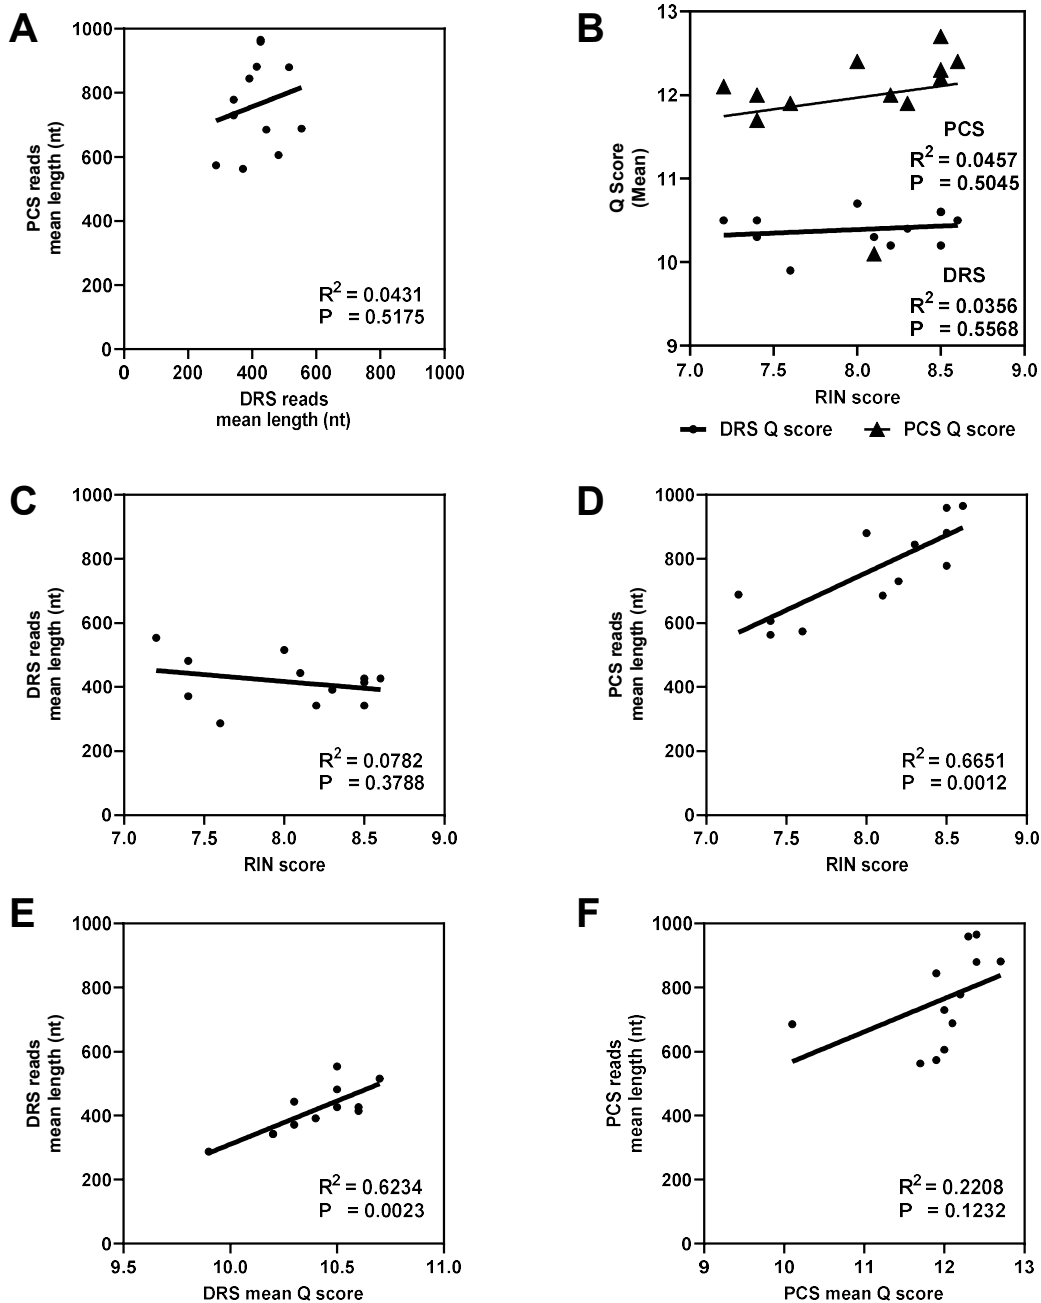 A
1000
800
600
400
200
0
PCS reads
mean length (nt)
R2 = 0.0431
P = 0.5175
0 200 400 600 800 1000
DRS reads
mean length (nt)
B
13
12
11
10
9
Q Score
(Mean)
PCS
R2 = 0.0457
P = 0.5045
DRS
R2 = 0.0356
P = 0.5568
7.0 7.5 8.0 8.5 9.0
RIN score
DRS Q score PCS Q score
C
1000
800
600
400
200
0
DRS reads
mean length (nt)
R2 = 0.0782
P = 0.3788
7.0 7.5 8.0 8.5 9.0
RIN score
D
1000
800
600
400
200
0
PCS reads
mean length (nt)
R2 = 0.6651
P = 0.0012
7.0 7.5 8.0 8.5 9.0
RIN score
E
1000
800
600
400
200
0
DRS reads
mean length (nt)
R2 = 0.6234
P = 0.0023
9.5 10.0 10.5 11.0
DRS mean Q score
F
1000
800
600
400
200
0
PCS reads
mean length (nt)
R2 = 0.2208
P = 0.1232
9 10 11 12 13
PCS mean Q score